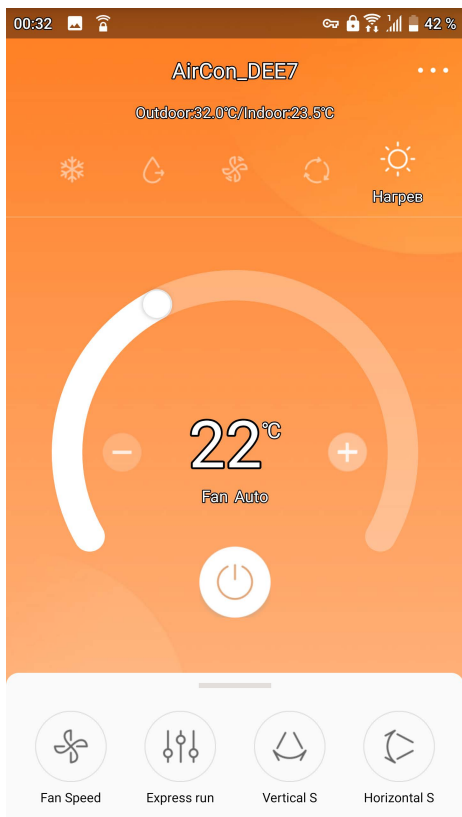 00:32 42 %
AirCon_DEE7
Outdoor:32.0°C/Indoor:23.5°C
Нагрев
22°C
Fan Auto
Fan Speed Express run Vertical S Horizontal S